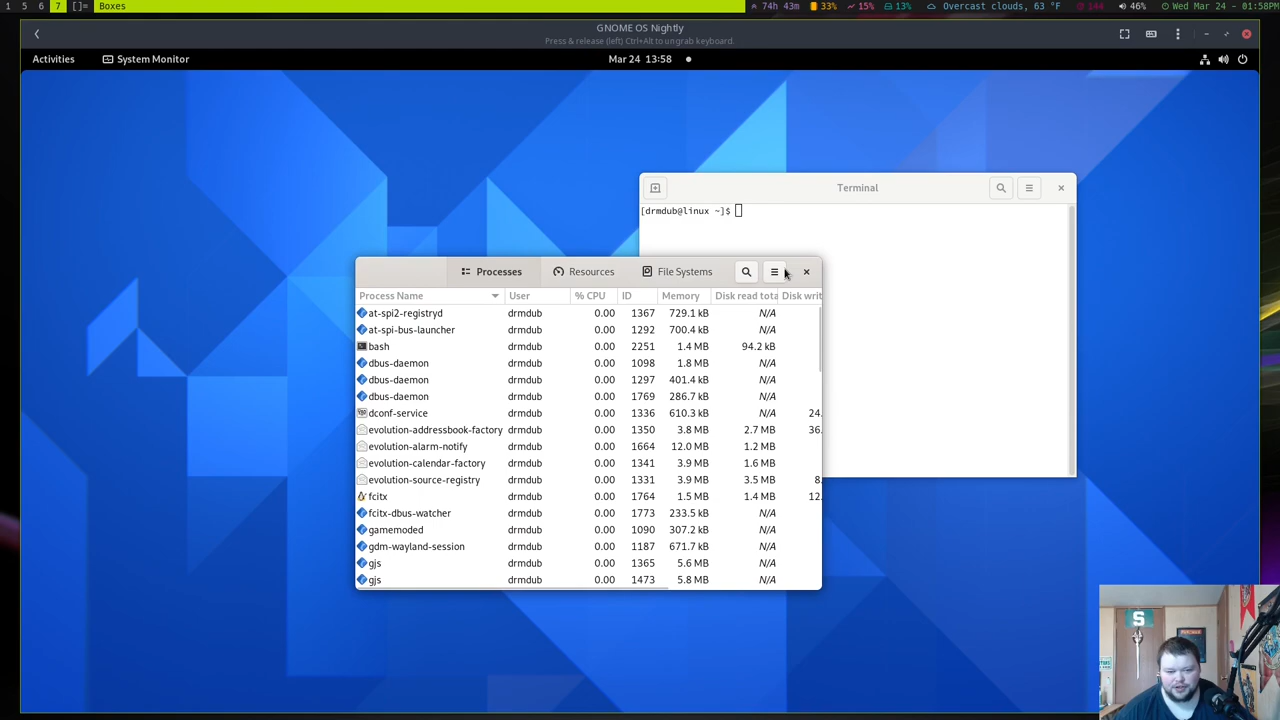 1 5 6 7 []= Boxes 74h 43m 33% 15% 13% Overcast clouds, 63 °F 144 46% Wed Mar 24 - 01:58PM
GNOME OS Nightly
Press & release (left) Ctrl+Alt to ungrab keyboard.
Activities System Monitor Mar 24 13:58
Terminal
[drmdub@linux ~]$
Processes Resources File Systems
Process Name User % CPU ID Memory Disk read tota Disk writ
at-spi2-registryd drmdub 0.00 1367 729.1 kB N/A
at-spi-bus-launcher drmdub 0.00 1292 700.4 kB N/A
bash drmdub 0.00 2251 1.4 MB 94.2 kB
dbus-daemon drmdub 0.00 1098 1.8 MB N/A
dbus-daemon drmdub 0.00 1297 401.4 kB N/A
dbus-daemon drmdub 0.00 1769 286.7 kB N/A
dconf-service drmdub 0.00 1336 610.3 kB N/A 24.
evolution-addressbook-factory drmdub 0.00 1350 3.8 MB 2.7 MB 36.
evolution-alarm-notify drmdub 0.00 1664 12.0 MB 1.2 MB
evolution-calendar-factory drmdub 0.00 1341 3.9 MB 1.6 MB
evolution-source-registry drmdub 0.00 1331 3.9 MB 3.5 MB 8.
fcitx drmdub 0.00 1764 1.5 MB 1.4 MB 12.
fcitx-dbus-watcher drmdub 0.00 1773 233.5 kB N/A
gamemoded drmdub 0.00 1090 307.2 kB N/A
gdm-wayland-session drmdub 0.00 1187 671.7 kB N/A
gjs drmdub 0.00 1365 5.6 MB N/A
gjs drmdub 0.00 1473 5.8 MB N/A
S